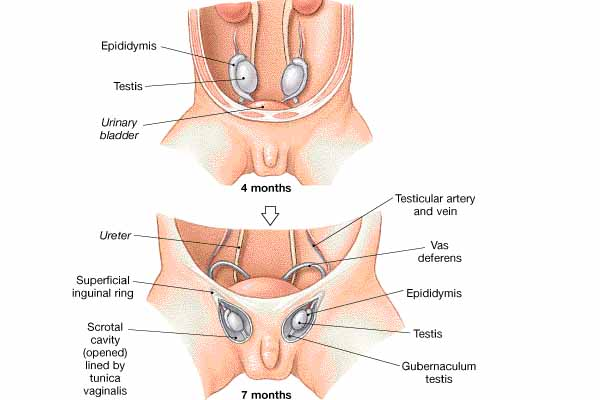 Epididymis
Testis
Urinary
bladder
4 months
Testicular artery
and vein
Ureter
Vas
deferens
Superficial
inguinal ring
Epididymis
Scrotal
cavity
(opened)
lined by
tunica
vaginalis
Testis
Gubernaculum
testis
7 months